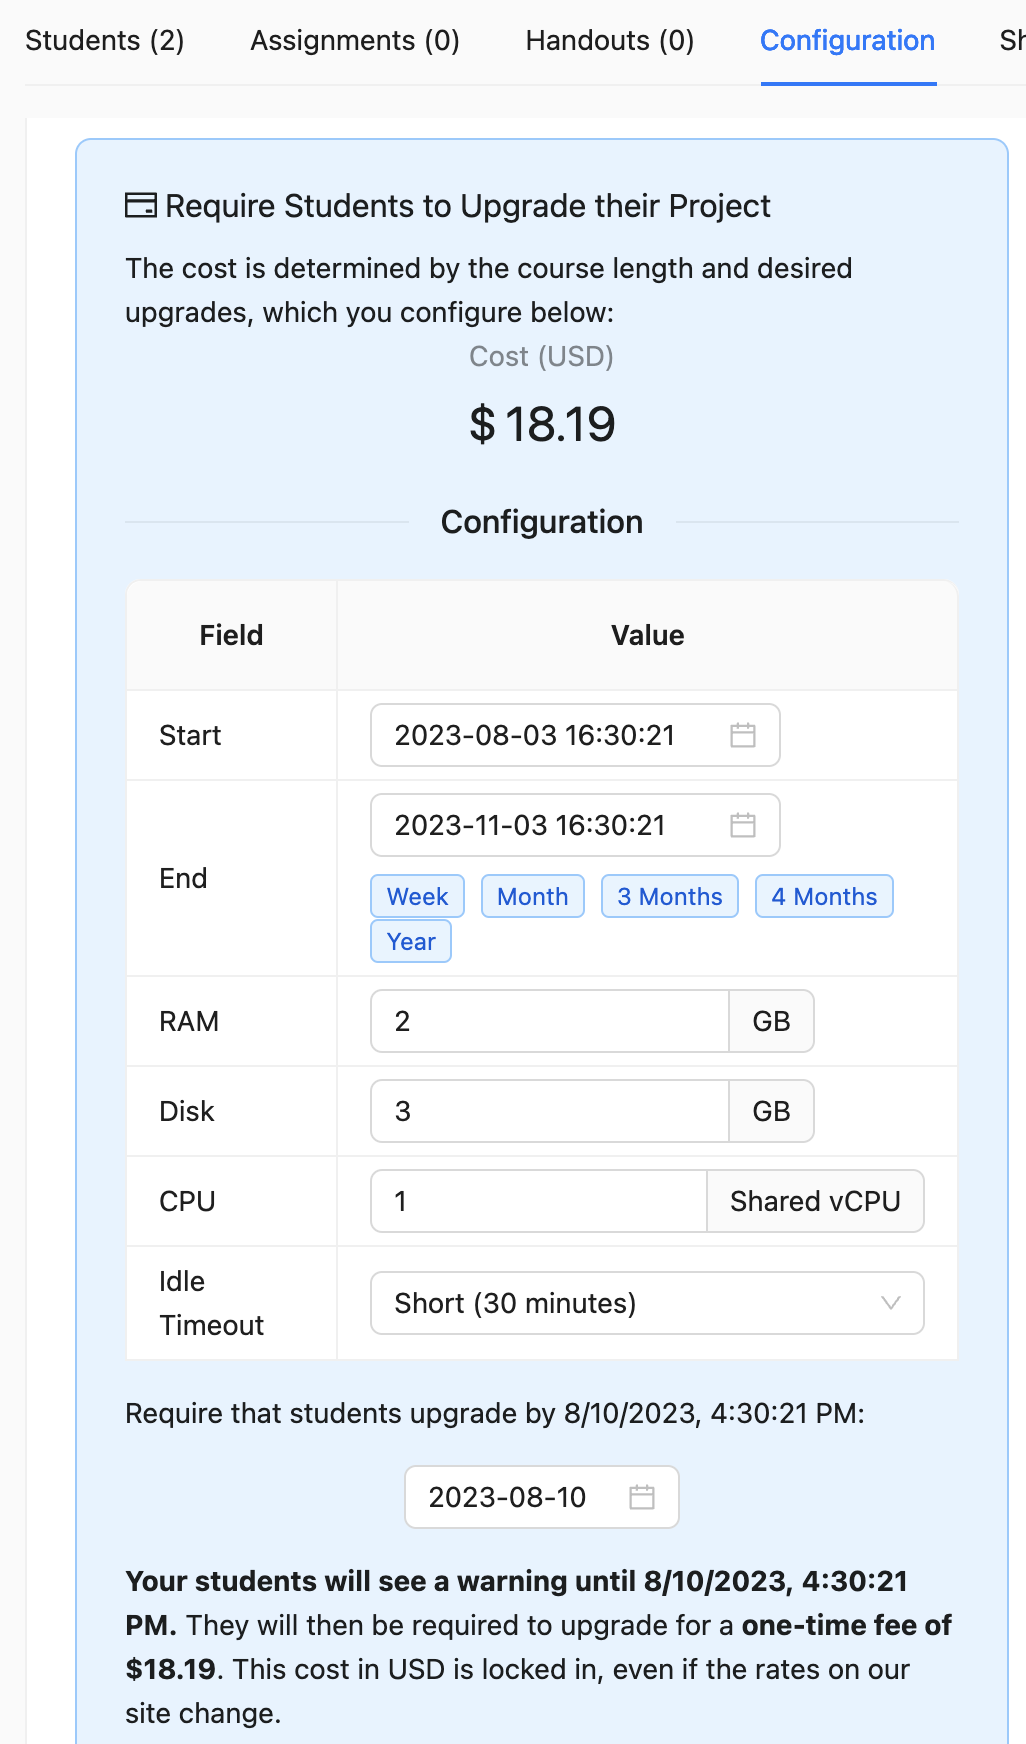 Students (2) Assignments (0) Handouts (0) Configuration Sh
Require Students to Upgrade their Project
The cost is determined by the course length and desired
upgrades, which you configure below:
Cost (USD)
$ 18.19
Configuration
Field Value
Start 2023-08-03 16:30:21
End 2023-11-03 16:30:21
Week Month 3 Months 4 Months
Year
RAM 2 GB
Disk 3 GB
CPU 1 Shared vCPU
Idle
Timeout Short (30 minutes)
Require that students upgrade by 8/10/2023, 4:30:21 PM:
2023-08-10
Your students will see a warning until 8/10/2023, 4:30:21
PM. They will then be required to upgrade for a one-time fee of
$18.19. This cost in USD is locked in, even if the rates on our
site change.